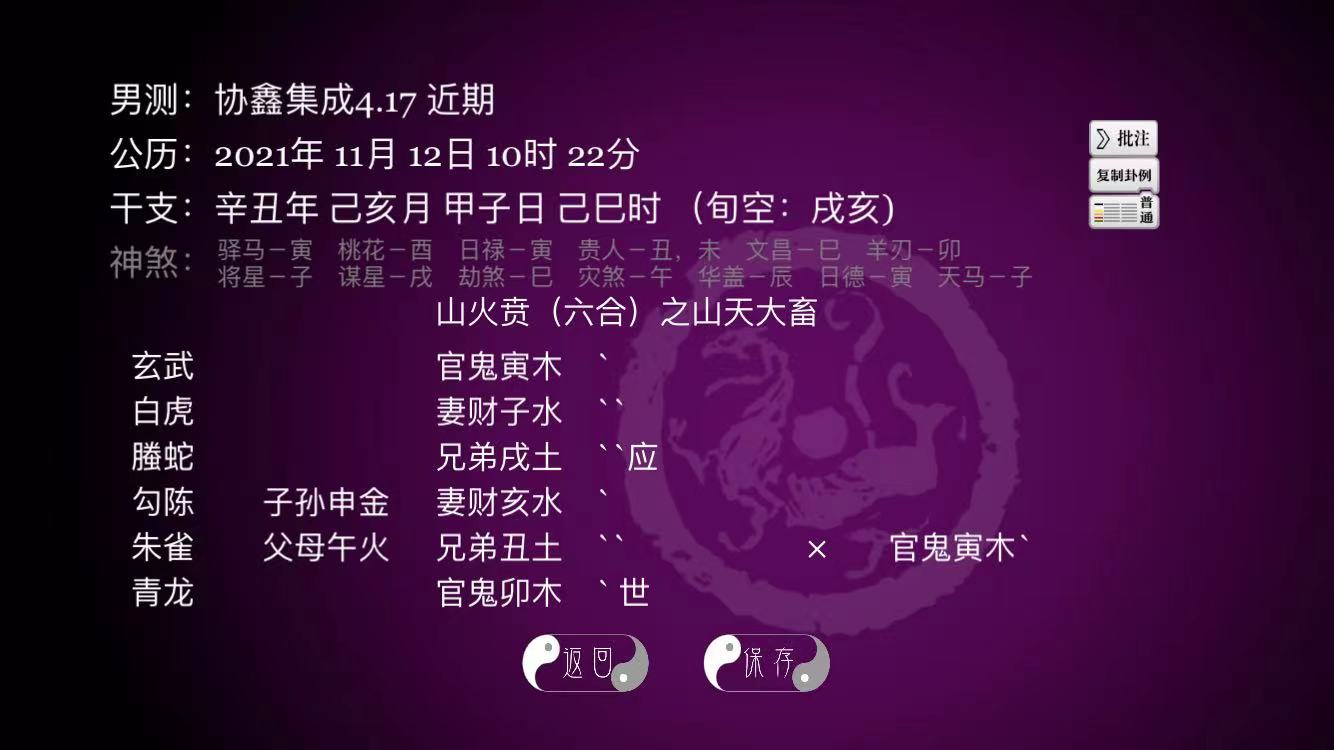 男测：协鑫集成4.17 近期
公历：2021年 11月 12日 10时 22分
干支：辛丑年 己亥月 甲子日 己巳时 （旬空：戌亥)
神煞：驿马－寅 桃花－酉 日禄－寅 贵人－丑，未 文昌－巳 羊刃－卯
将星－子 谋星－戌 劫煞－巳 灾煞－午 华盖－辰 日德－寅 天马－子
山火贲（六合）之山天大畜
玄武 官鬼寅木 `
白虎 妻财子水 ``
螣蛇 兄弟戌土 ``应
勾陈 子孙申金 妻财亥水 `
朱雀 父母午火 兄弟丑土 `` × 官鬼寅木`
青龙 官鬼卯木 ` 世
返回 保存
批注
复制卦例
普通